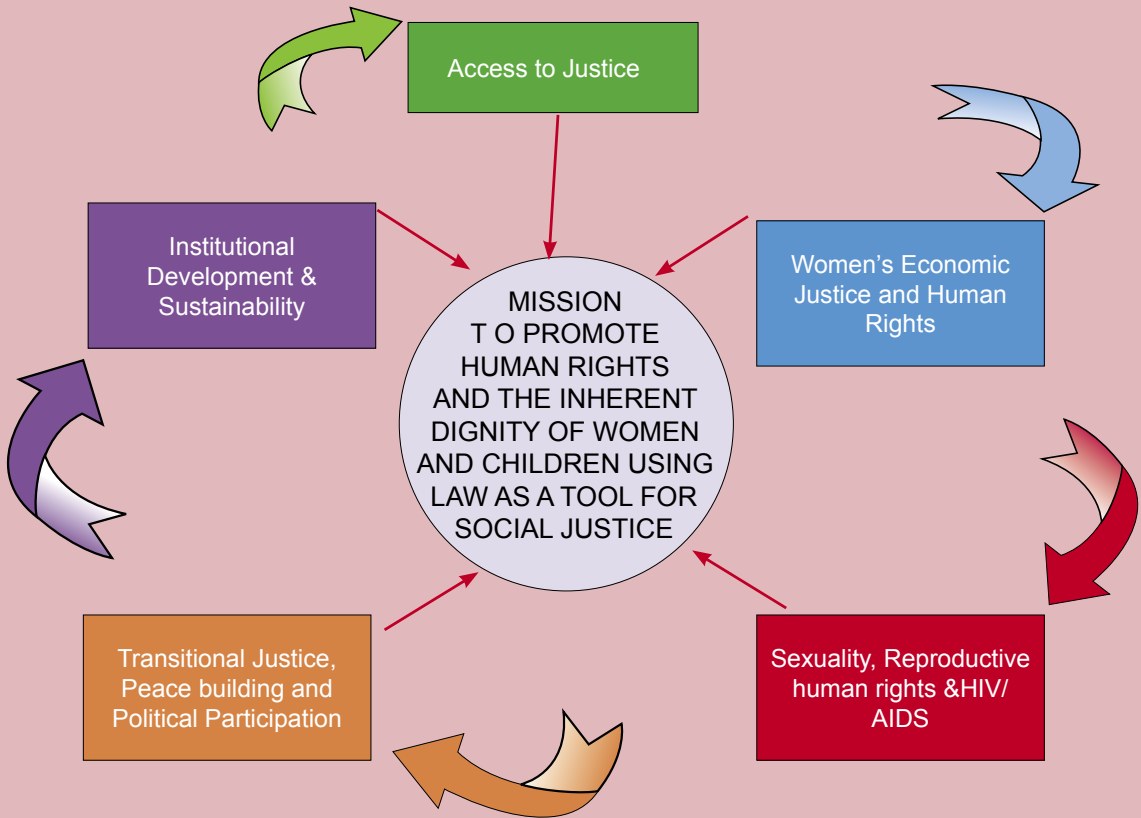 Access to Justice
Institutional
Development &
Sustainability
Women's Economic
Justice and Human
Rights
MISSION
T O PROMOTE
HUMAN RIGHTS
AND THE INHERENT
DIGNITY OF WOMEN
AND CHILDREN USING
LAW AS A TOOL FOR
SOCIAL JUSTICE
Transitional Justice,
Peace building and
Political Participation
Sexuality, Reproductive
human rights &HIV/
AIDS